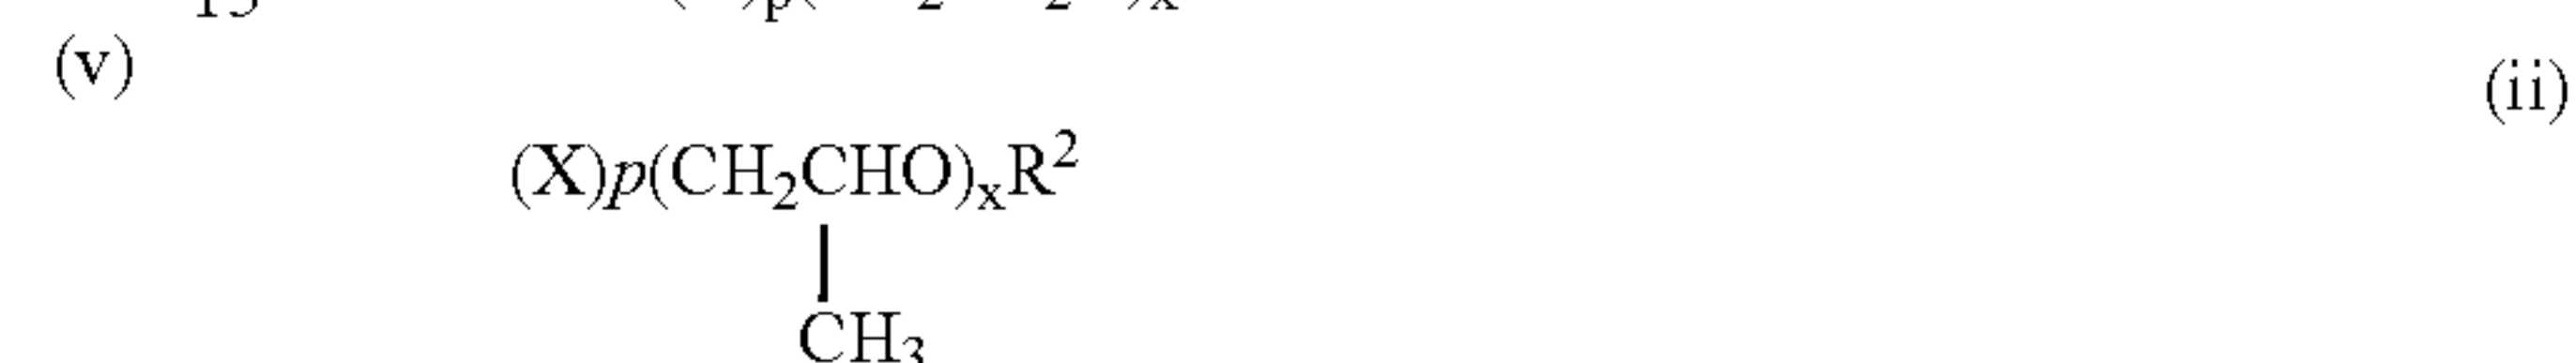 (v)
(ii)
(X)p(CH₂CHO)ₓR²
CH₃